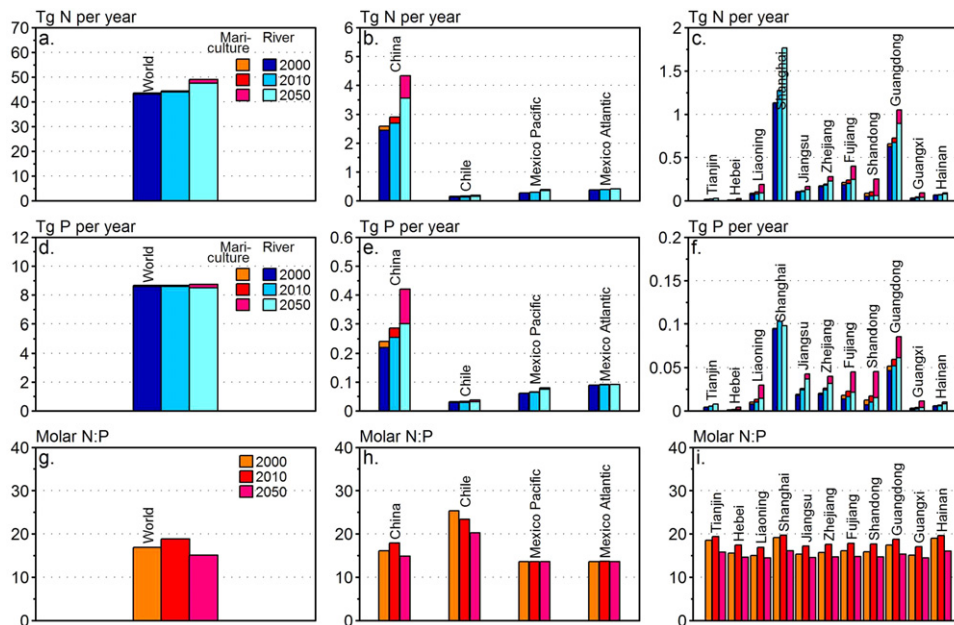 Tg N per year
70
60
50
40
30
20
10
0
a.
World
Mari-
culture
River
2000
2010
2050
Tg N per year
6
5
4
3
2
1
0
b.
China
Chile
Mexico Pacific
Mexico Atlantic
Tg N per year
2
1.5
1
0.5
0
c.
Tianjin
Hebei
Liaoning
Shanghai
Jiangsu
Zhejiang
Fujiang
Shandong
Guangdong
Guangxi
Hainan
Tg P per year
12
10
8
6
4
2
0
d.
World
Mari-
culture
River
2000
2010
2050
Tg P per year
0.6
0.5
0.4
0.3
0.2
0.1
0
e.
China
Chile
Mexico Pacific
Mexico Atlantic
Tg P per year
0.2
0.15
0.1
0.05
0
f.
Tianjin
Hebei
Liaoning
Shanghai
Jiangsu
Zhejiang
Fujiang
Shandong
Guangdong
Guangxi
Hainan
Molar N:P
40
30
20
10
0
g.
World
2000
2010
2050
Molar N:P
40
30
20
10
0
h.
China
Chile
Mexico Pacific
Mexico Atlantic
Molar N:P
40
30
20
10
0
i.
Tianjin
Hebei
Liaoning
Shanghai
Jiangsu
Zhejiang
Fujiang
Shandong
Guangdong
Guangxi
Hainan